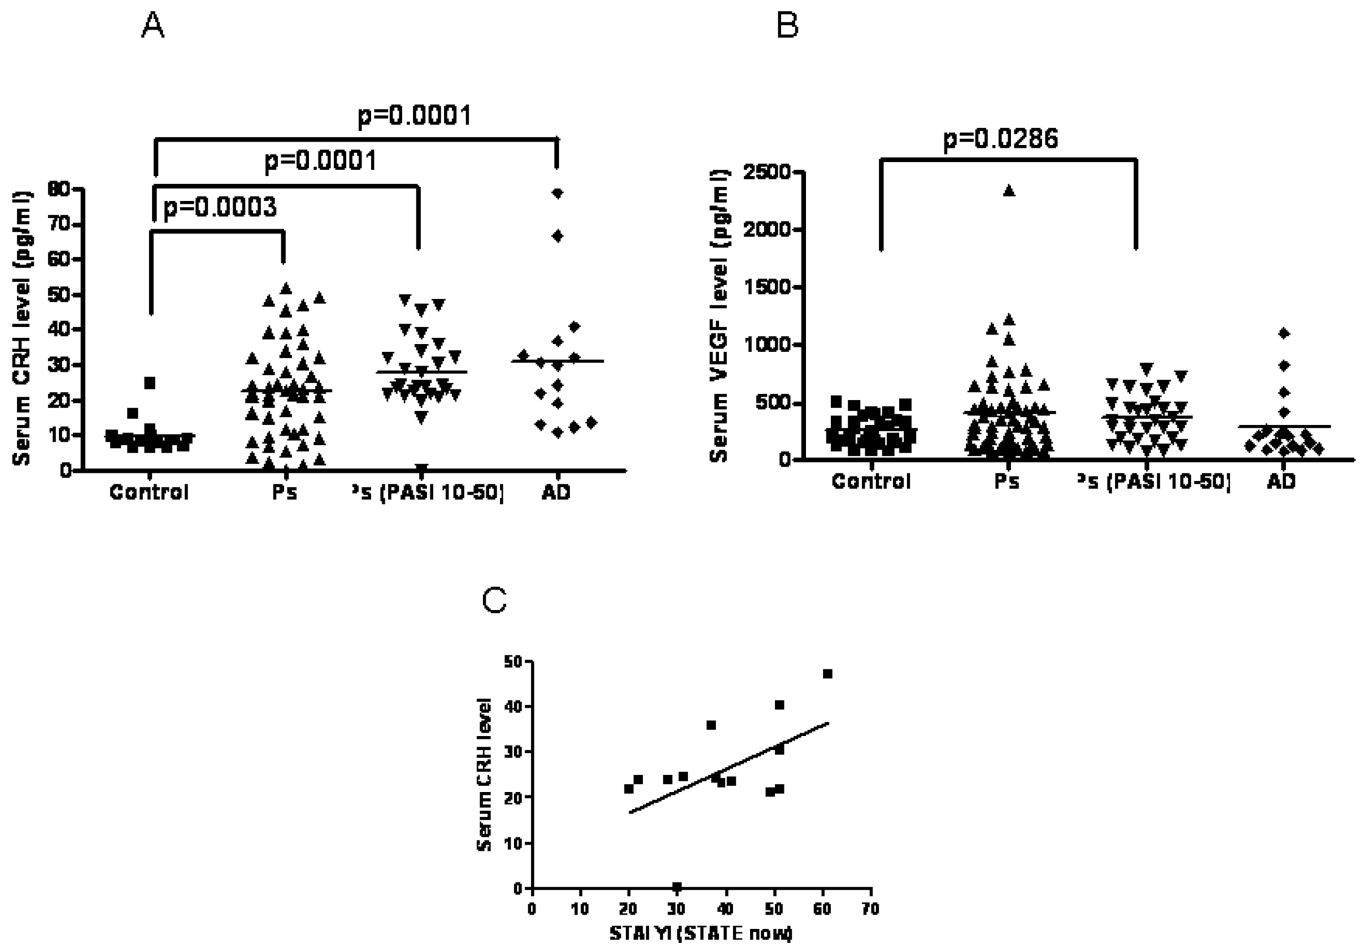 A
B
p=0.0001
p=0.0001
p=0.0003
Serum CRH level (pg/ml)
80
70
60
50
40
30
20
10
0
Control
Ps
Ps (PASI 10-50)
AD
p=0.0286
Serum VEGF level (pg/ml)
2500
2000
1500
1000
500
0
Control
Ps
Ps (PASI 10-50)
AD
C
Serum CRH level
50
40
30
20
10
0
0 10 20 30 40 50 60 70
STAI YI (STATE now)